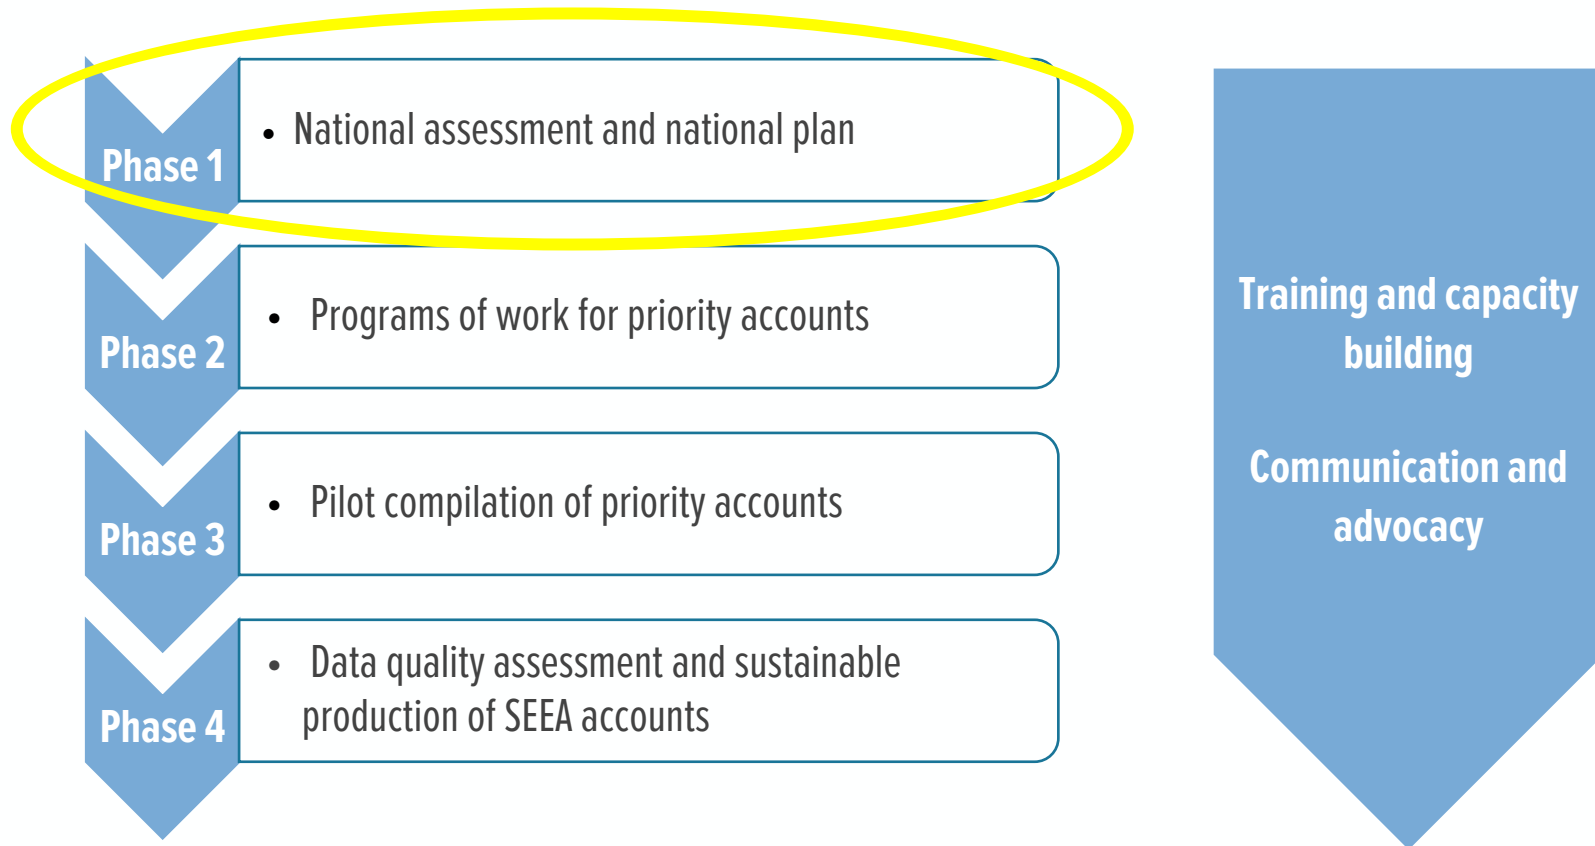 Phase 1
• National assessment and national plan
Phase 2
• Programs of work for priority accounts
Phase 3
• Pilot compilation of priority accounts
Phase 4
• Data quality assessment and sustainable
production of SEEA accounts
Training and capacity
building
Communication and
advocacy